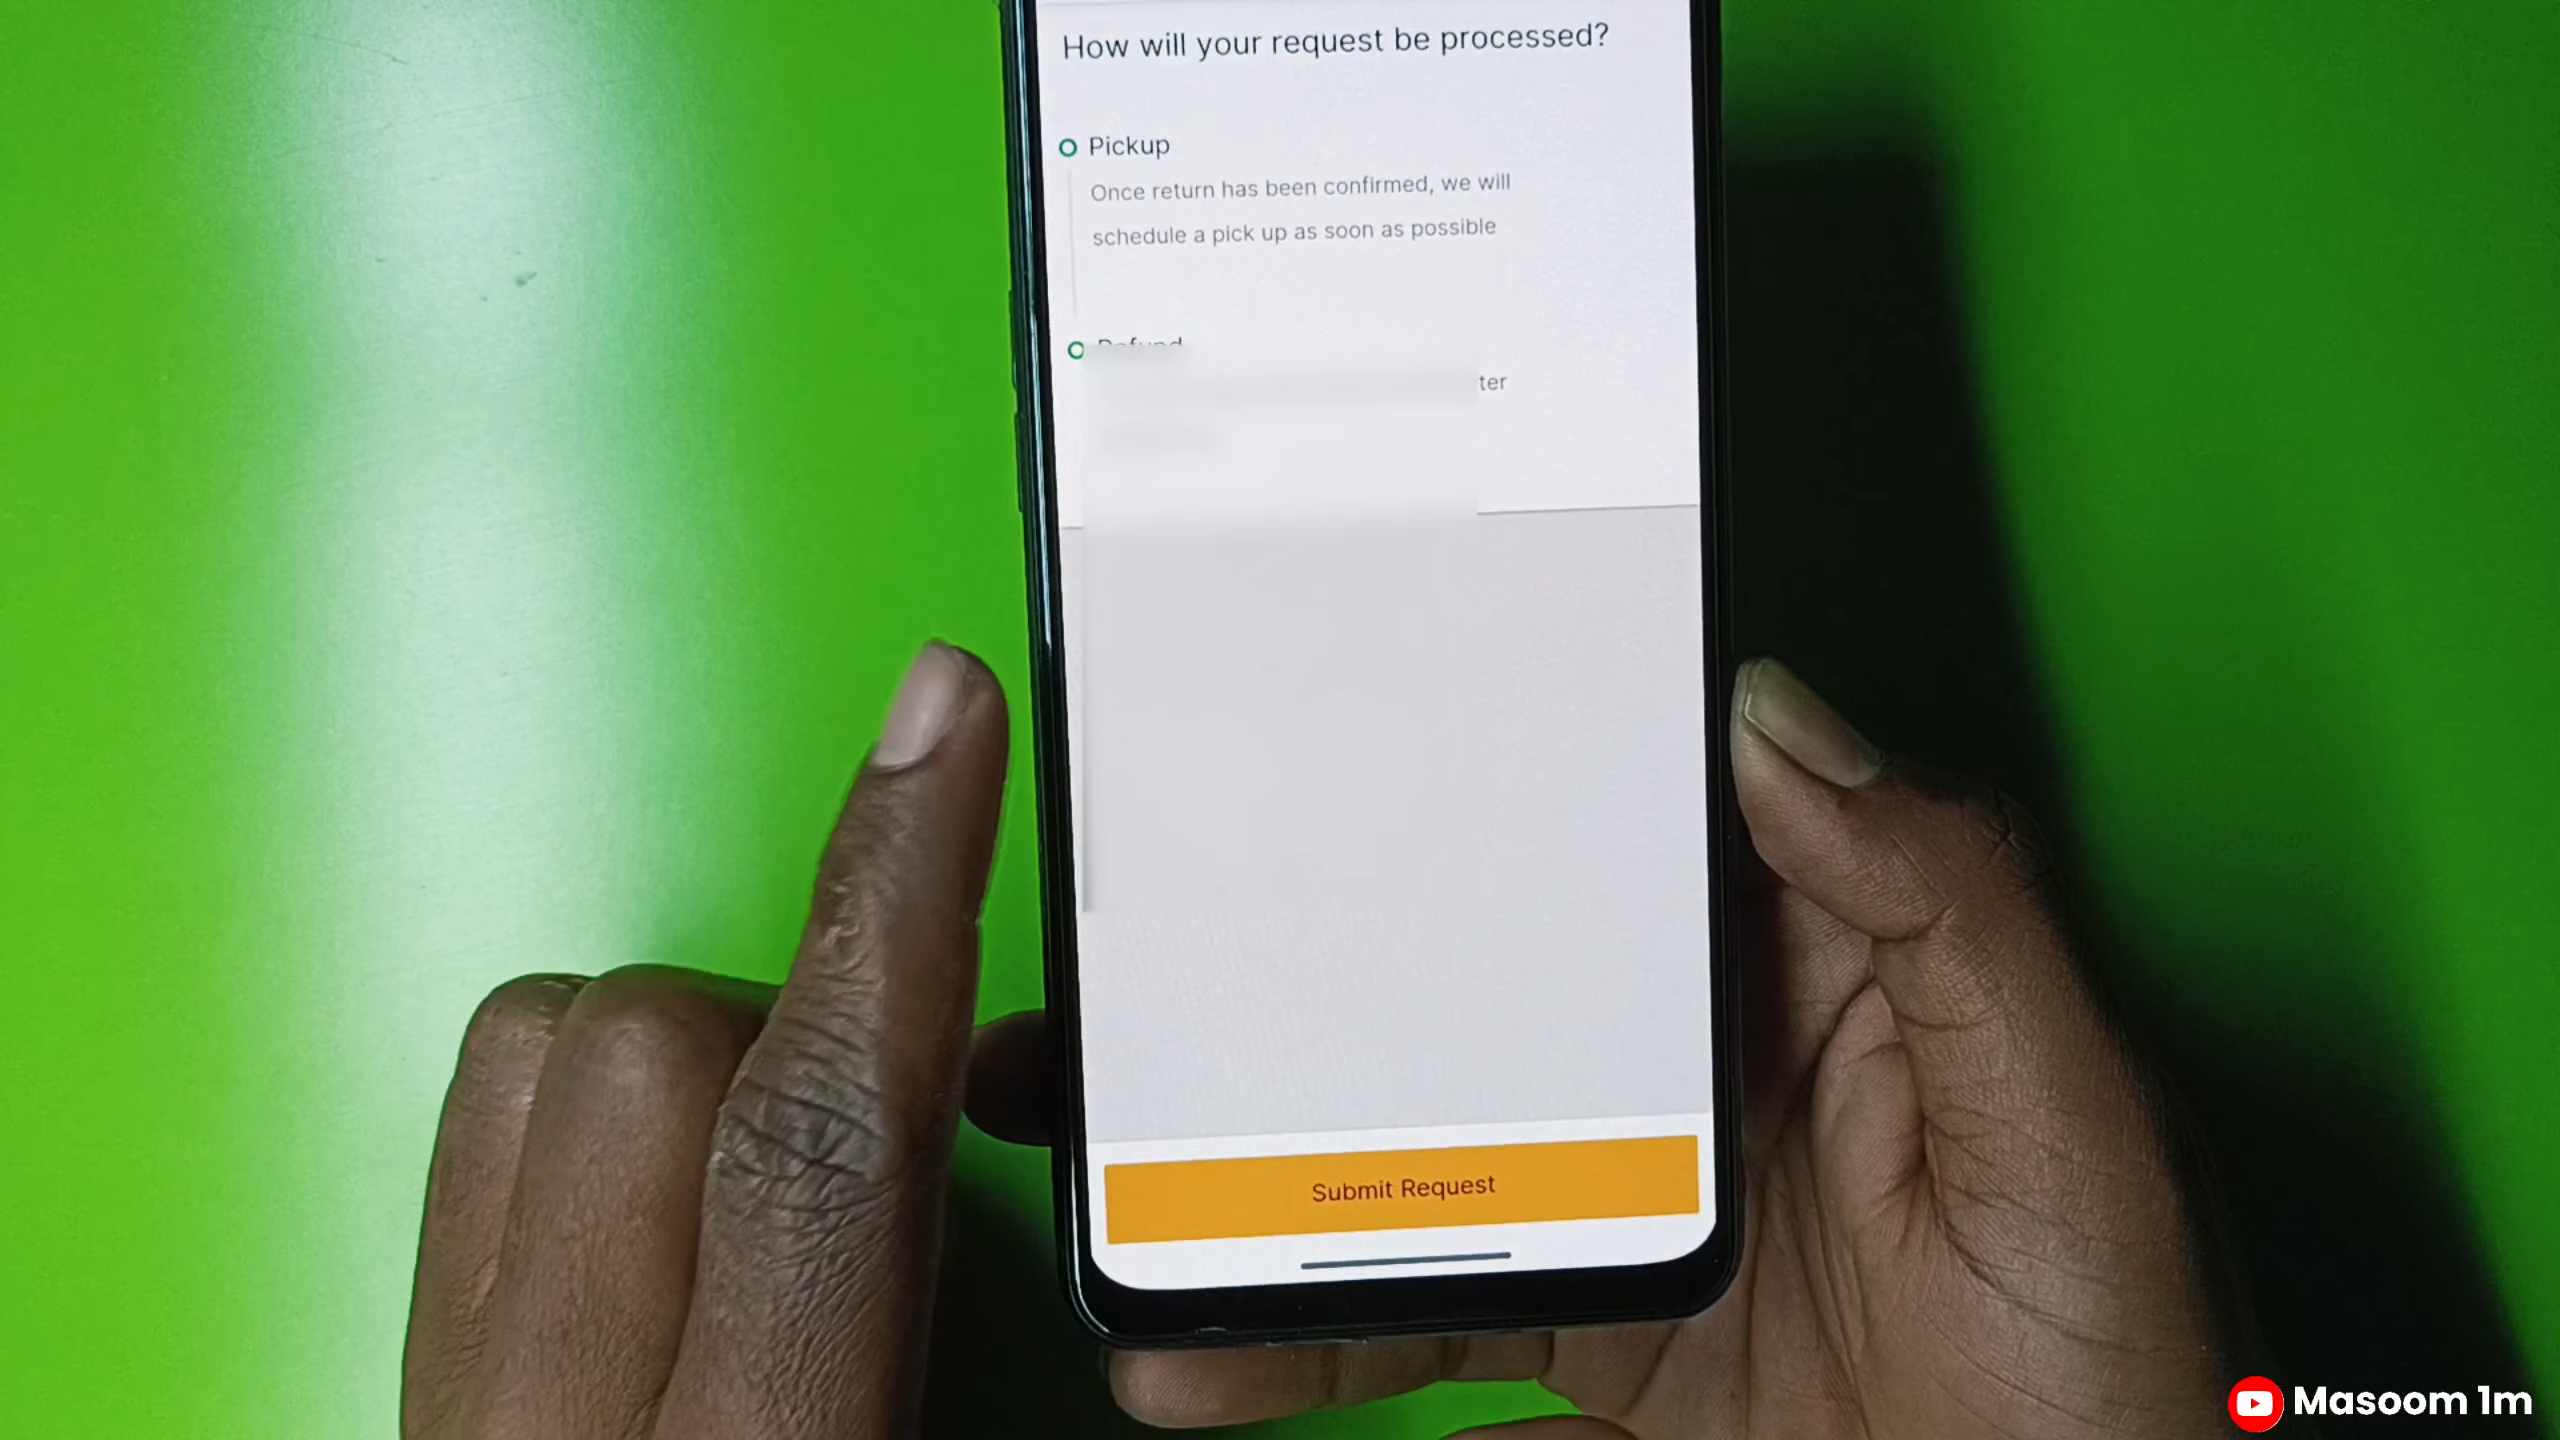 How will your request be processed?
Pickup
Once return has been confirmed, we will
schedule a pick up as soon as possible
Refund
ter
Submit Request
Masoom 1m